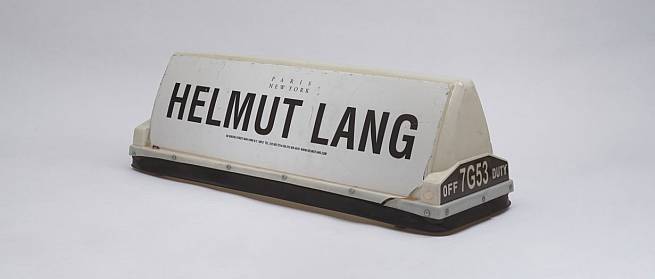 PARIS
NEW YORK
HELMUT LANG
OFF 7G53 DUTY